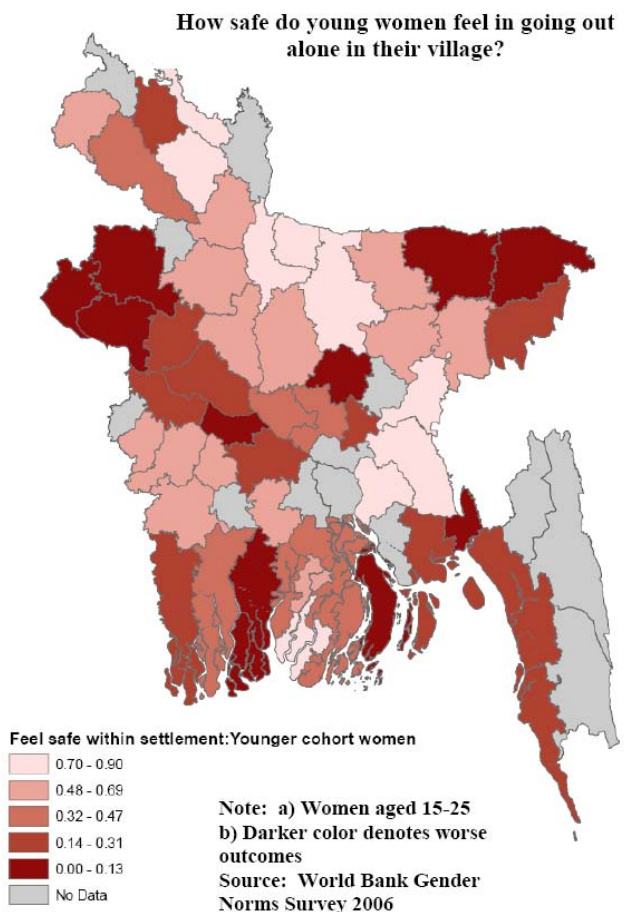 How safe do young women feel in going out
alone in their village?
Feel safe within settlement:Younger cohort women
0.70 - 0.90
0.48 - 0.69
0.32 - 0.47
0.14 - 0.31
0.00 - 0.13
No Data
Note: a) Women aged 15-25
b) Darker color denotes worse
outcomes
Source: World Bank Gender
Norms Survey 2006